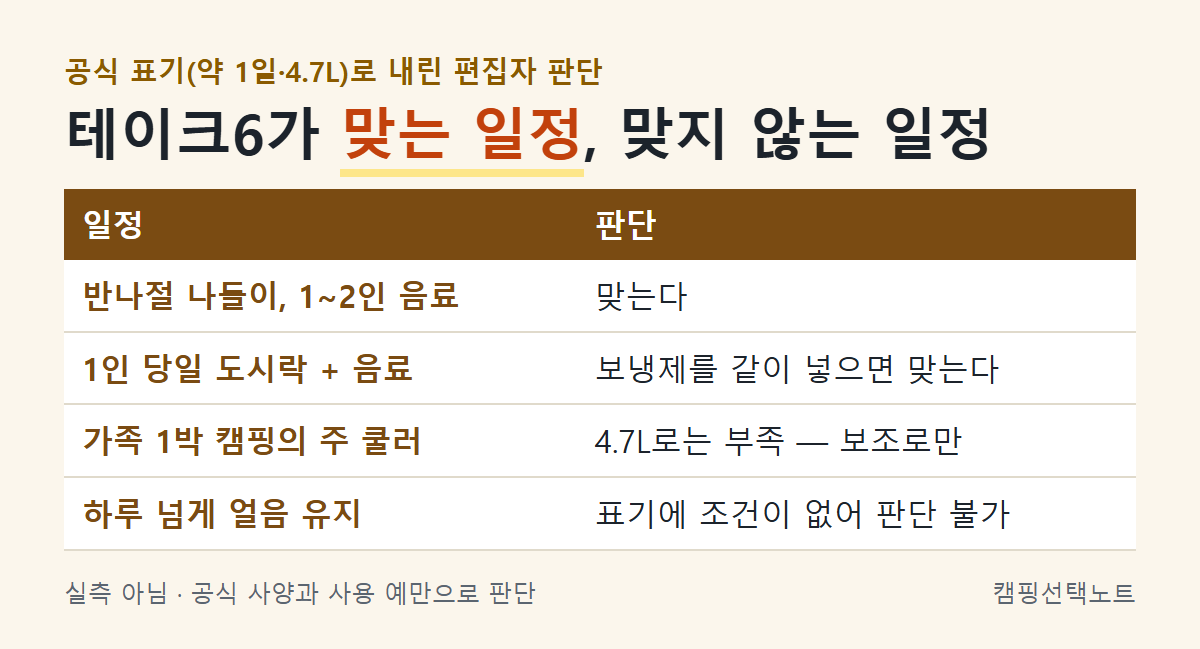 공식 표기(약 1일·4.7L)로 내린 편집자 판단
테이크6가 맞는 일정, 맞지 않는 일정
일정 판단
반나절 나들이, 1~2인 음료 맞는다
1인 당일 도시락 + 음료 보냉제를 같이 넣으면 맞는다
가족 1박 캠핑의 주 쿨러 4.7L로는 부족 — 보조로만
하루 넘게 얼음 유지 표기에 조건이 없어 판단 불가
실측 아님 · 공식 사양과 사용 예만으로 판단 캠핑선택노트